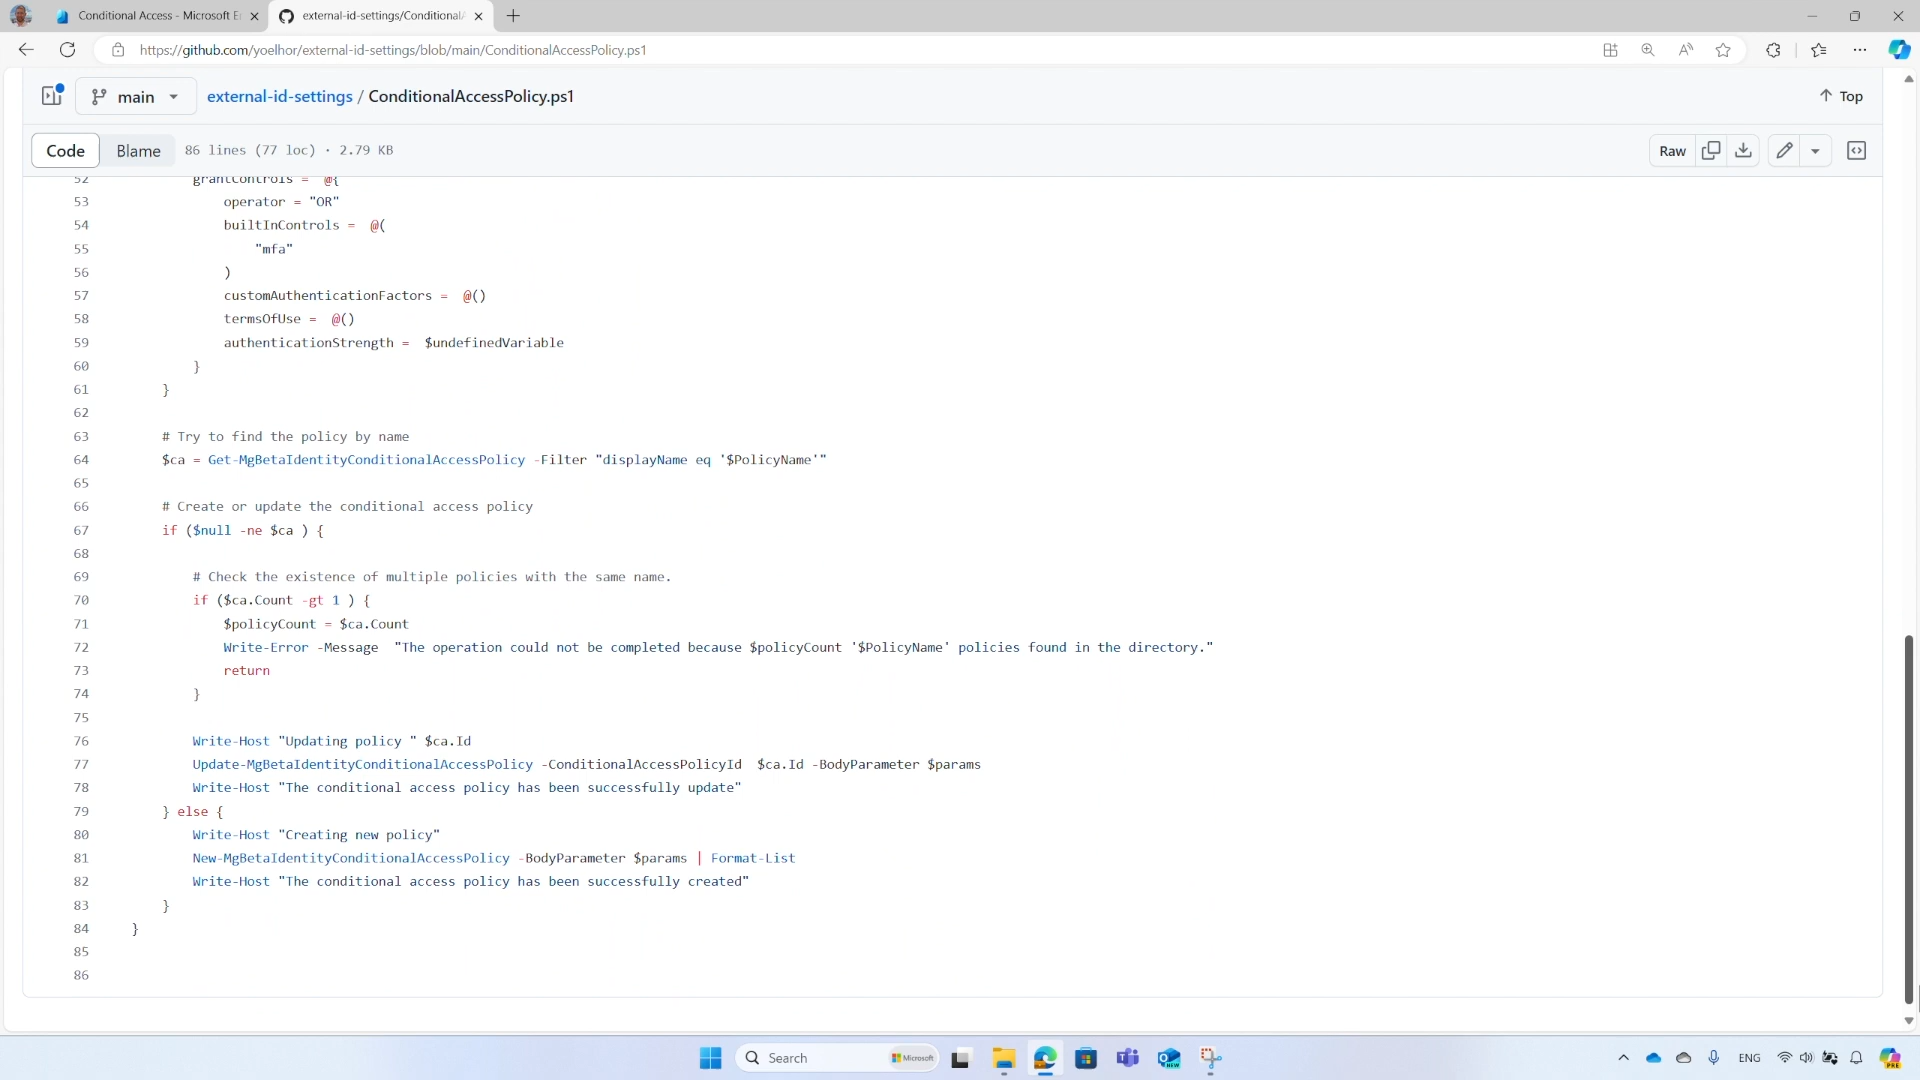 Conditional Access - Microsoft E
external-id-settings/Conditional
https://github.com/yoelhor/external-id-settings/blob/main/ConditionalAccessPolicy.ps1
main
external-id-settings / ConditionalAccessPolicy.ps1
Top
Code
Blame
86 lines (77 loc) · 2.79 KB
Raw
52 grantControls = @{
53 operator = "OR"
54 builtInControls = @(
55 "mfa"
56 )
57 customAuthenticationFactors = @()
58 termsOfUse = @()
59 authenticationStrength = $undefinedVariable
60 }
61 }
62
63 # Try to find the policy by name
64 $ca = Get-MgBetaIdentityConditionalAccessPolicy -Filter "displayName eq '$PolicyName'"
65
66 # Create or update the conditional access policy
67 if ($null -ne $ca ) {
68
69 # Check the existence of multiple policies with the same name.
70 if ($ca.Count -gt 1 ) {
71 $policyCount = $ca.Count
72 Write-Error -Message "The operation could not be completed because $policyCount '$PolicyName' policies found in the directory."
73 return
74 }
75
76 Write-Host "Updating policy " $ca.Id
77 Update-MgBetaIdentityConditionalAccessPolicy -ConditionalAccessPolicyId $ca.Id -BodyParameter $params
78 Write-Host "The conditional access policy has been successfully update"
79 } else {
80 Write-Host "Creating new policy"
81 New-MgBetaIdentityConditionalAccessPolicy -BodyParameter $params | Format-List
82 Write-Host "The conditional access policy has been successfully created"
83 }
84 }
85
86
Search
Microsoft
ENG